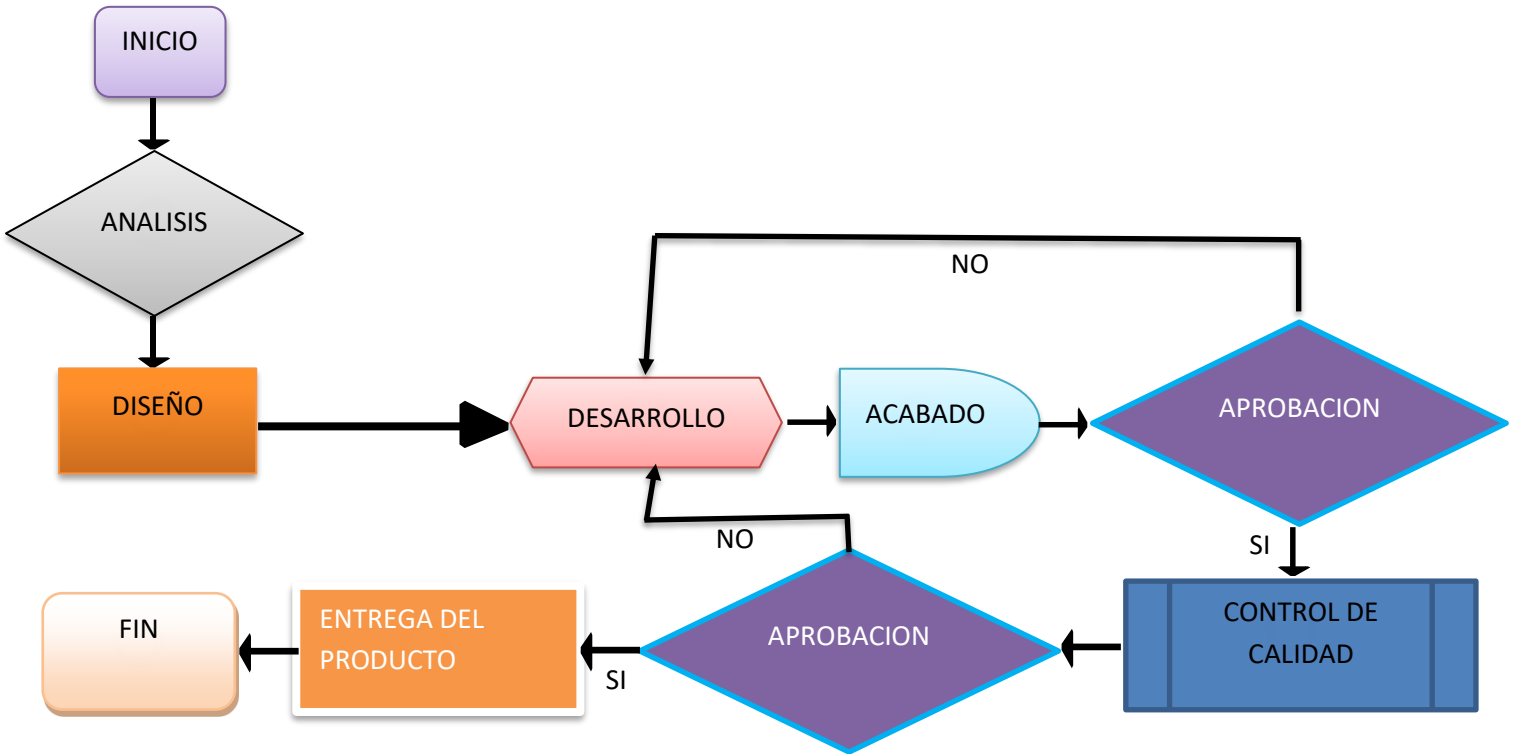 INICIO
ANALISIS
DISEÑO
DESARROLLO
ACABADO
APROBACION
NO
SI
CONTROL DE
CALIDAD
APROBACION
NO
SI
ENTREGA DEL
PRODUCTO
FIN